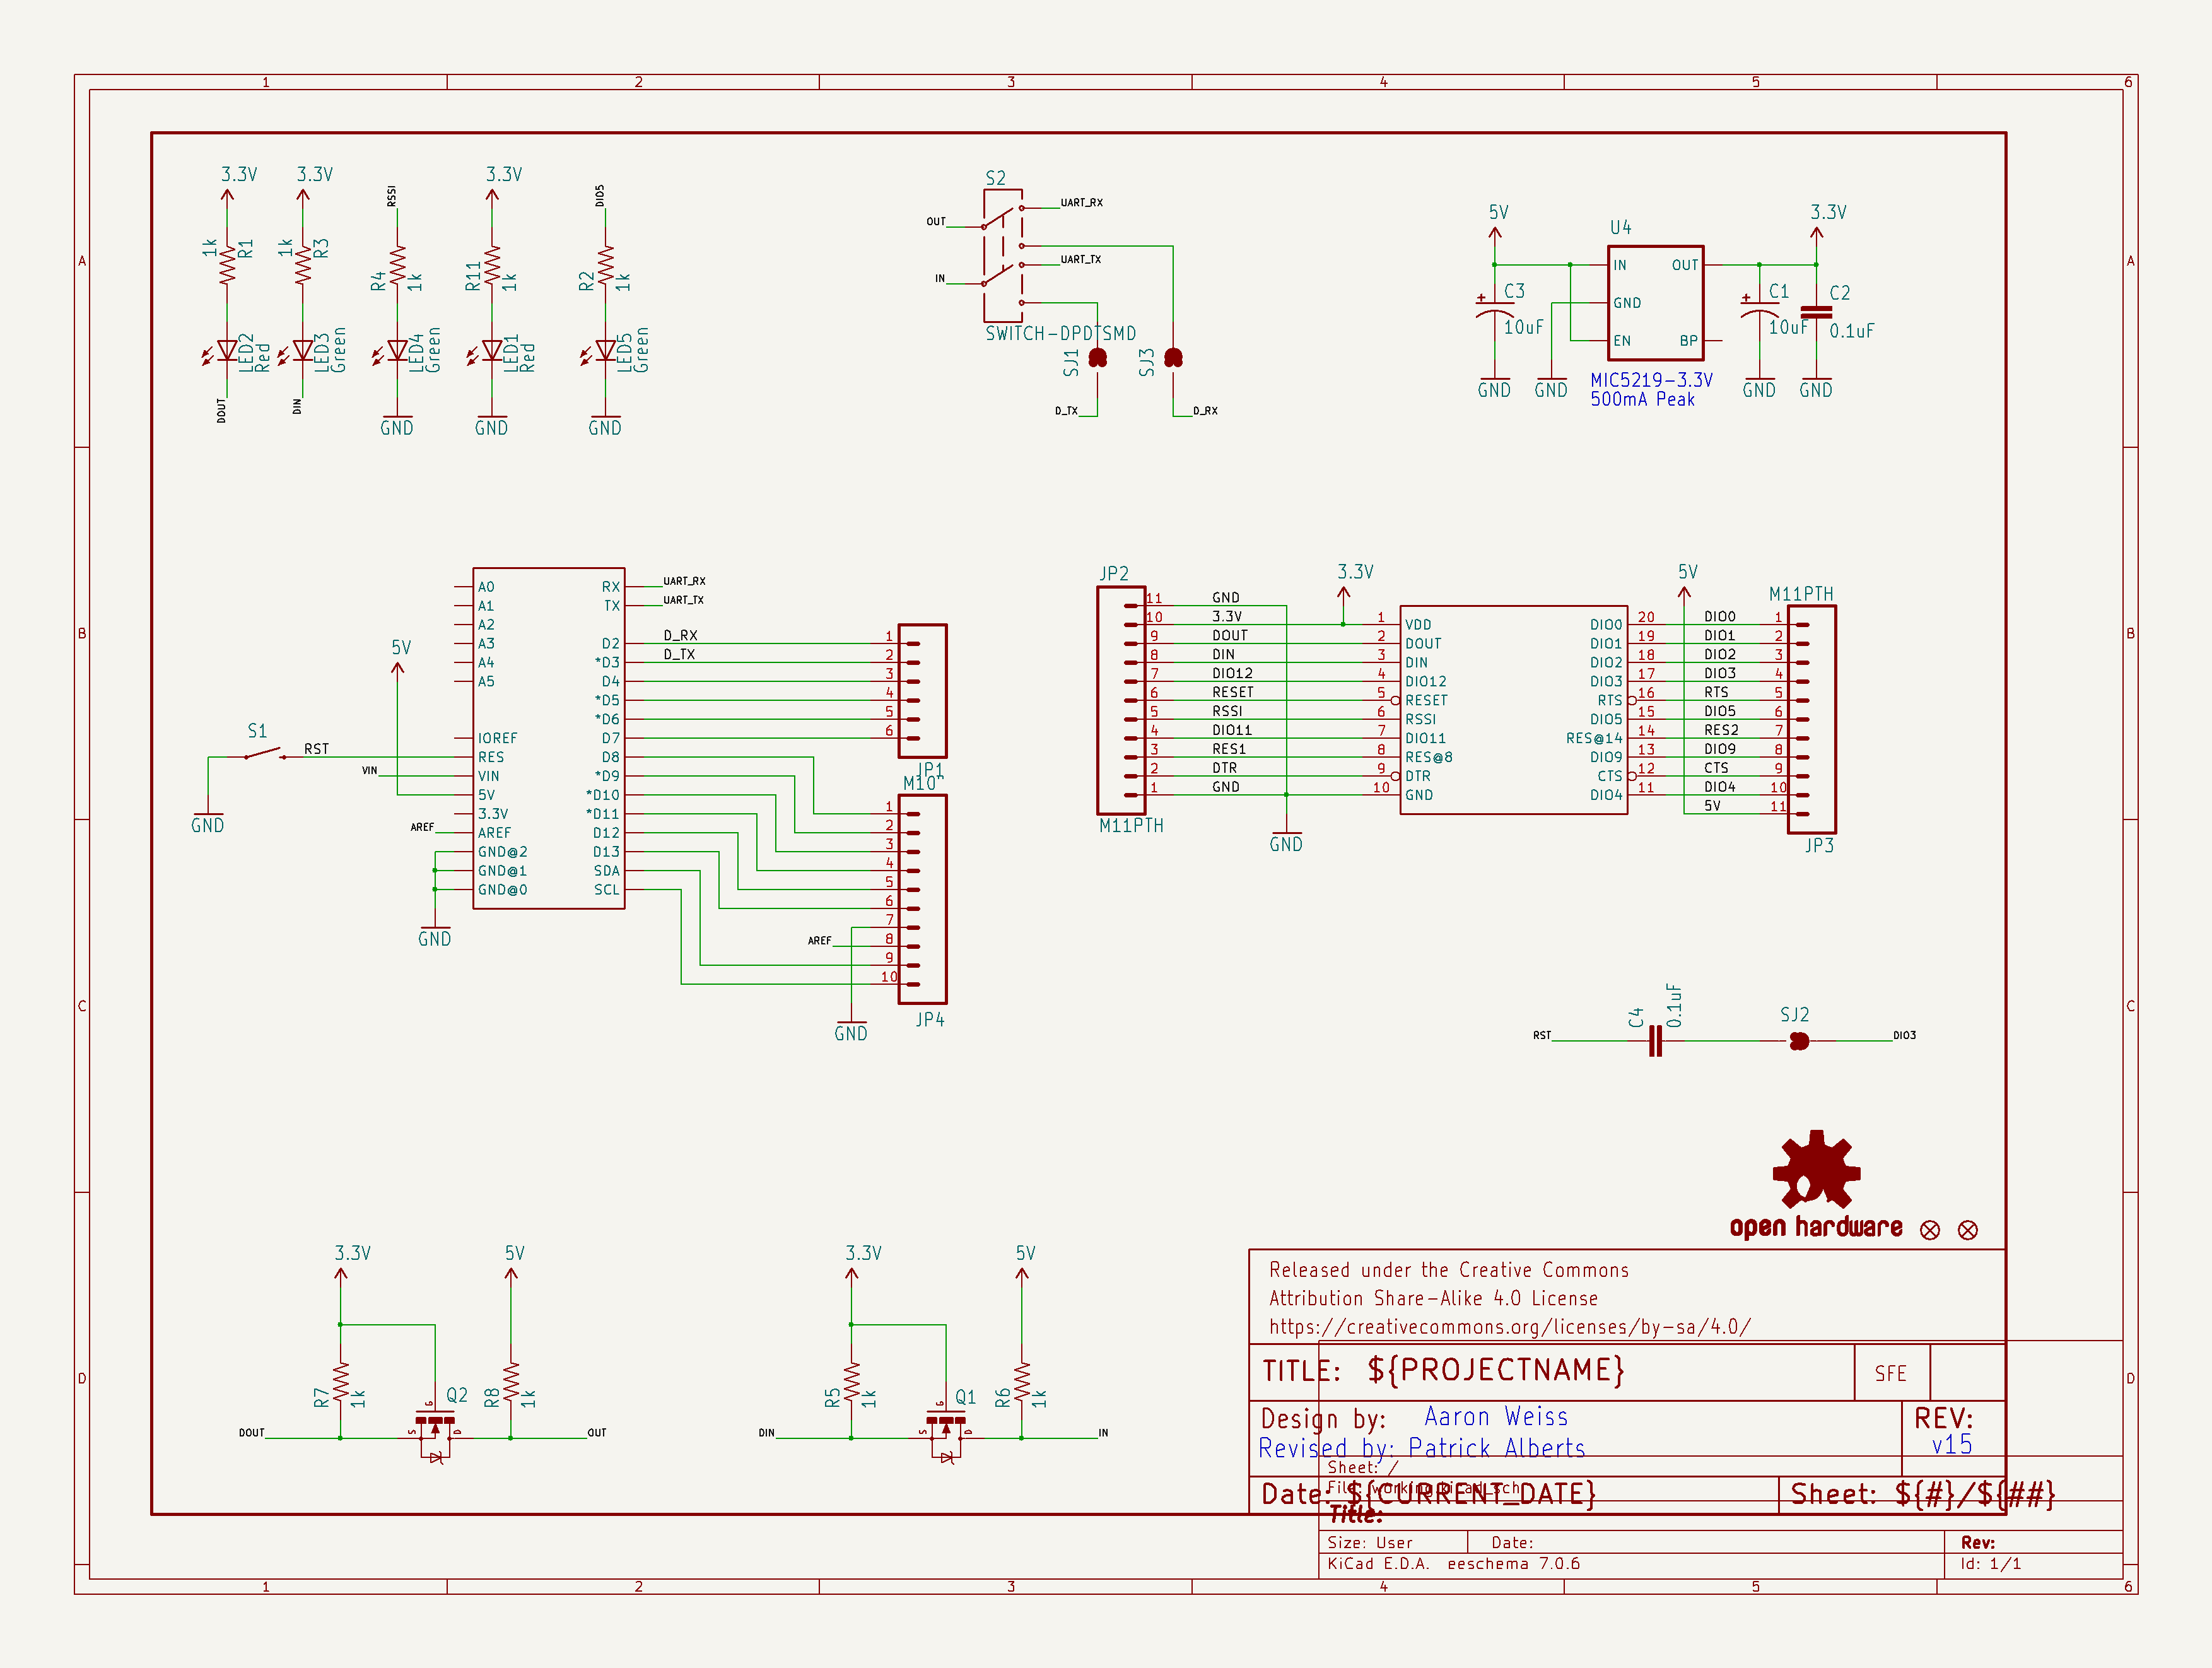 1 2 3 4 5 6
A A
B B
C C
D D
3.3V 3.3V RSSI 3.3V DIO5
1k R1 1k R3 R4 1k R11 1k R2 1k
LED2 Red LED3 Green LED4 Green LED1 Red LED5 Green
DOUT DIN GND GND GND
S2
OUT UART_RX
IN UART_TX
SWITCH-DPDTSMD
SJ1 SJ3
D_TX D_RX
5V U4 3.3V
IN OUT
GND
EN BP
C3 10uF C1 10uF C2 0.1uF
GND GND GND GND
MIC5219-3.3V
500mA Peak
A0 RX UART_RX
A1 TX UART_TX
A2
A3 D2 D_RX 1
A4 *D3 D_TX 2
A5 D4 3
*D5 4
*D6 5
IOREF D7 6
RES D8
VIN *D9
5V *D10
3.3V *D11
AREF D12
GND@2 D13
GND@1 SDA
GND@0 SCL
5V
S1 RST
VIN
AREF
GND
GND
JP1
M10"
1
2
3
4
5
6
7
AREF 8
9
10
GND
JP4
JP2 3.3V 5V M11PTH
11 GND
10 3.3V 1 VDD DIO0 20 DIO0 1
9 DOUT 2 DOUT DIO1 19 DIO1 2
8 DIN 3 DIN DIO2 18 DIO2 3
7 DIO12 4 DIO12 DIO3 17 DIO3 4
6 RESET 5 RESET RTS 16 RTS 5
5 RSSI 6 RSSI DIO5 15 DIO5 6
4 DIO11 7 DIO11 RES@14 14 RES2 7
3 RES1 8 RES@8 DIO9 13 DIO9 8
2 DTR 9 DTR CTS 12 CTS 9
1 GND 10 GND DIO4 11 DIO4 10
5V 11
M11PTH GND JP3
RST C4 0.1uF SJ2 DIO3
open hardware
3.3V 5V
R7 1k Q2 R8 1k
G S D
DOUT OUT
3.3V 5V
R5 1k Q1 R6 1k
G S D
DIN IN
Released under the Creative Commons
Attribution Share-Alike 4.0 License
https://creativecommons.org/licenses/by-sa/4.0/
TITLE: ${PROJECTNAME} SFE
Design by: Aaron Weiss REV:
Revised by: Patrick Alberts v15
Sheet: /
File: working.kicad_sch
Date: ${CURRENT_DATE} Sheet: ${#}/${##}
Title:
Size: User Date: Rev:
KiCad E.D.A. eeschema 7.0.6 Id: 1/1
1 2 3 4 5 6